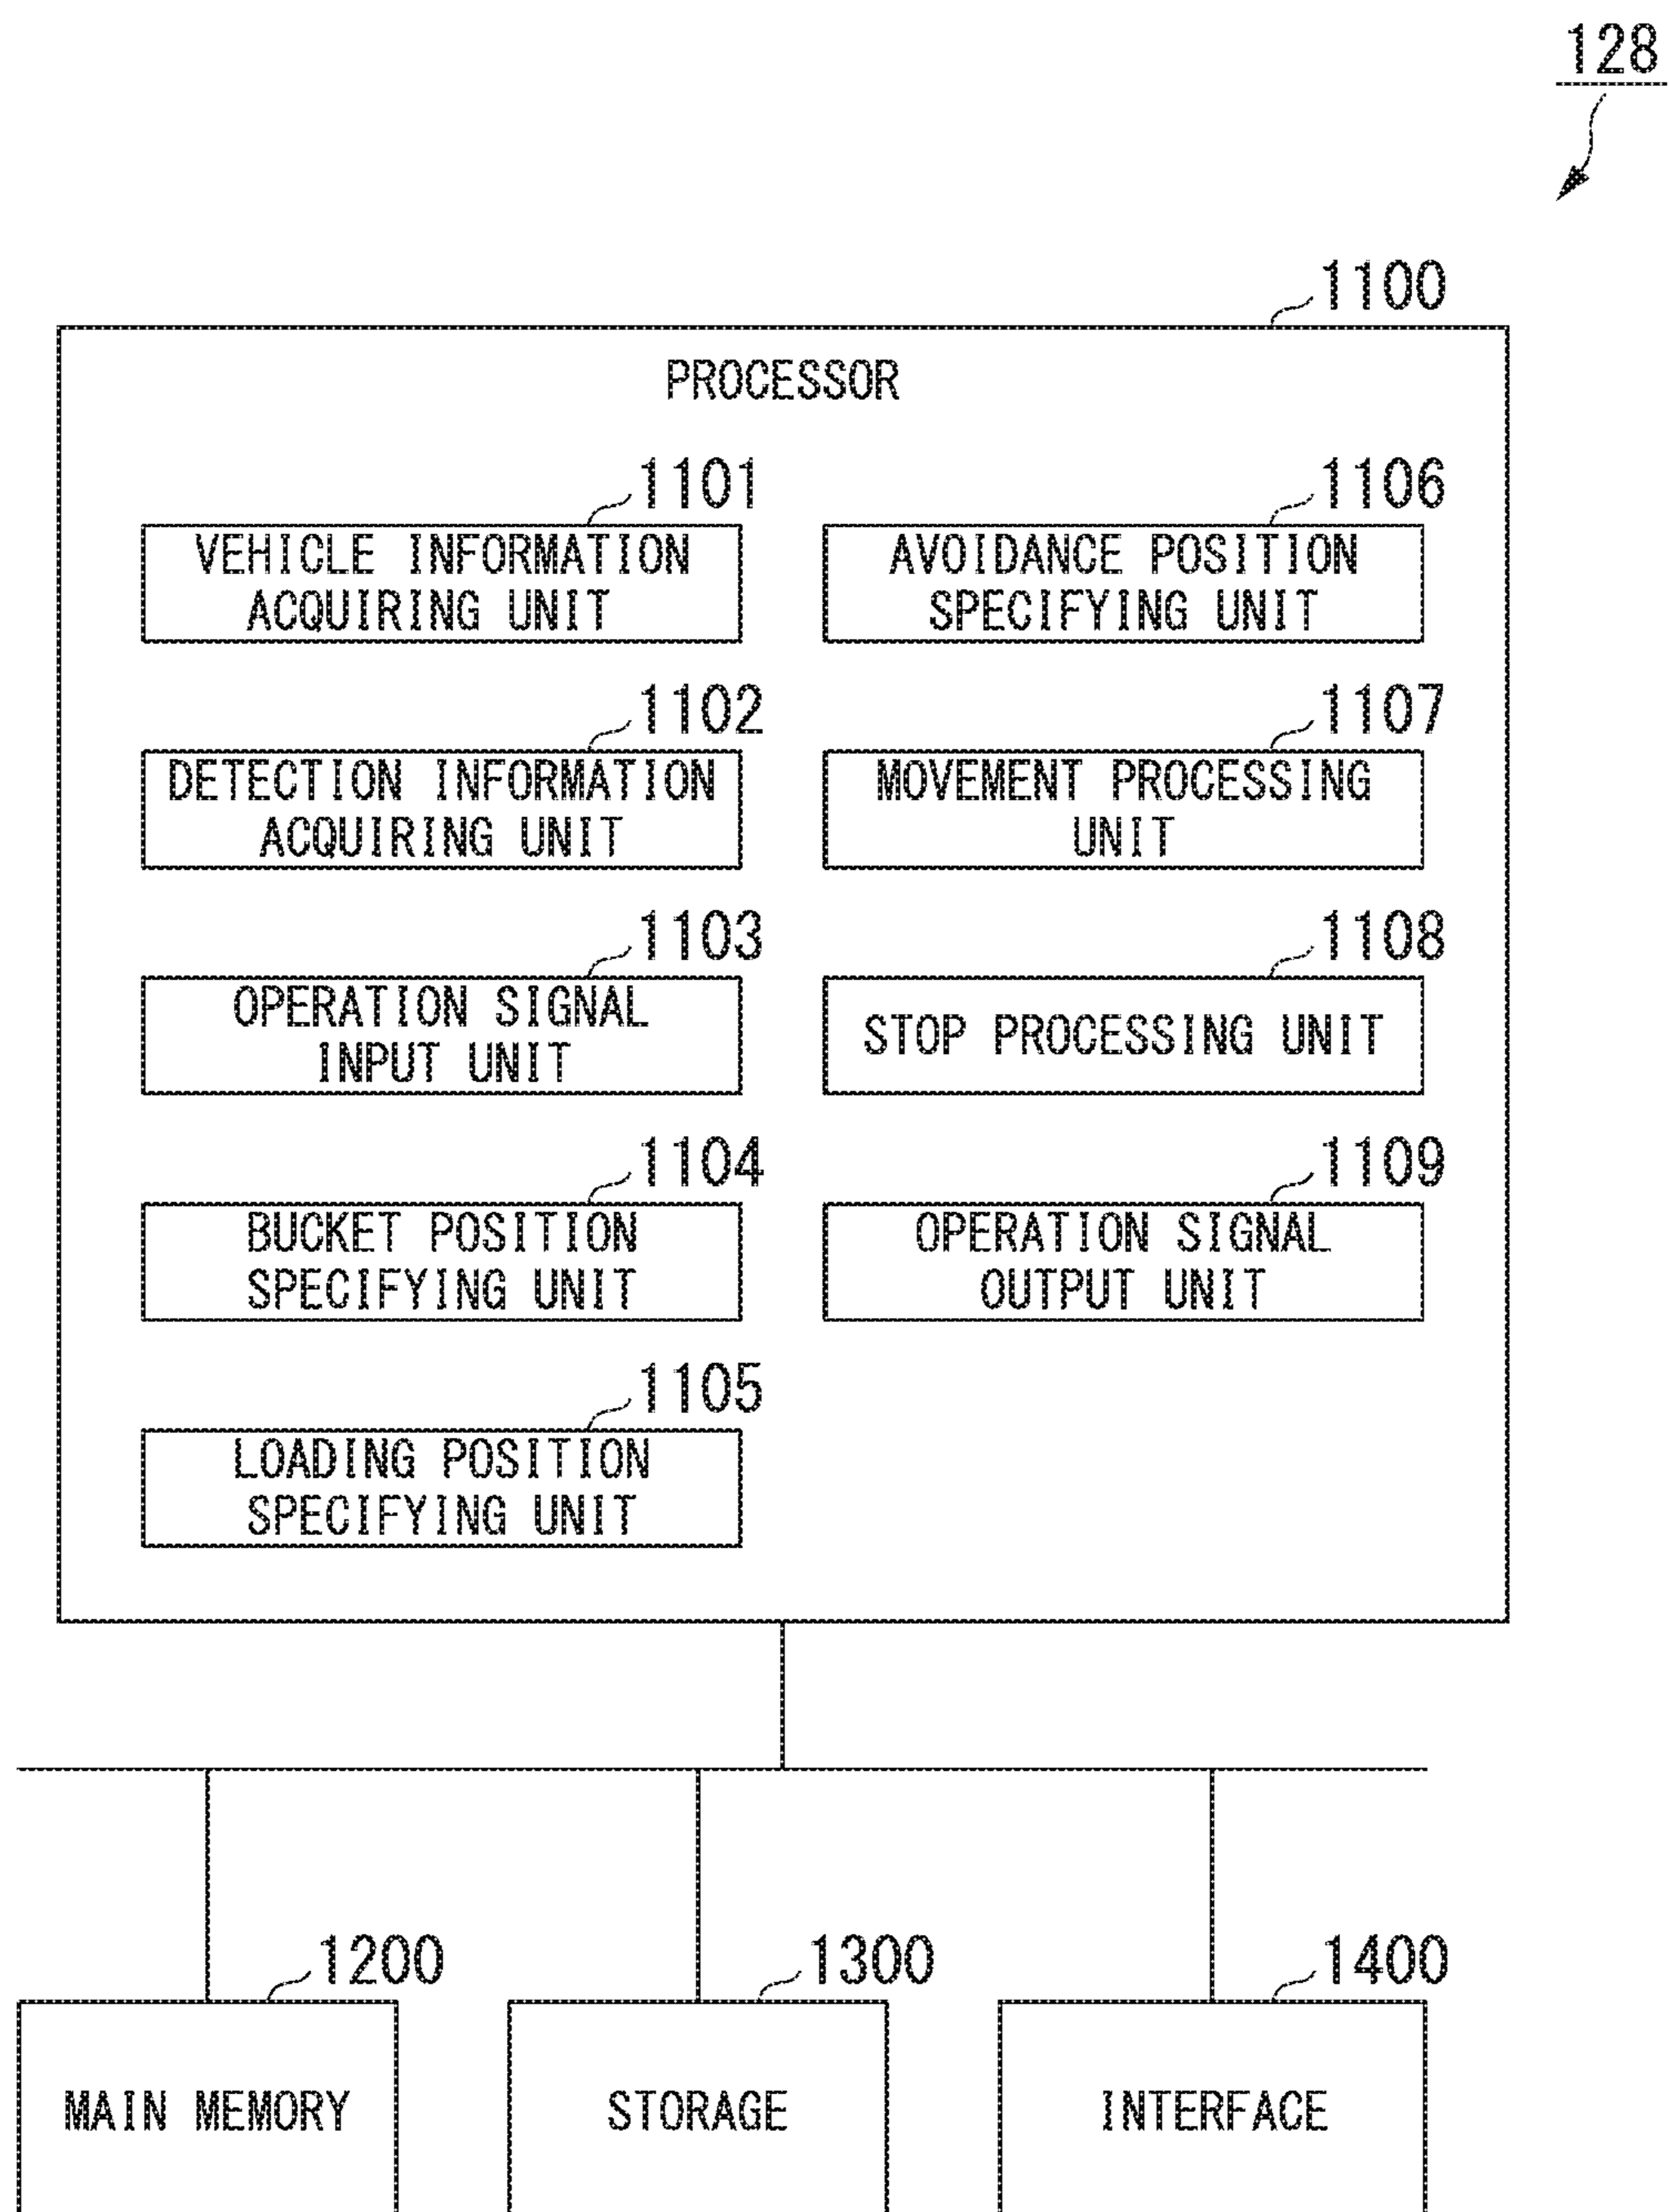 128
1100
PROCESSOR
1101
VEHICLE INFORMATION
ACQUIRING UNIT
1102
DETECTION INFORMATION
ACQUIRING UNIT
1103
OPERATION SIGNAL
INPUT UNIT
1104
BUCKET POSITION
SPECIFYING UNIT
1105
LOADING POSITION
SPECIFYING UNIT
1106
AVOIDANCE POSITION
SPECIFYING UNIT
1107
MOVEMENT PROCESSING
UNIT
1108
STOP PROCESSING UNIT
1109
OPERATION SIGNAL
OUTPUT UNIT
1200
MAIN MEMORY
1300
STORAGE
1400
INTERFACE